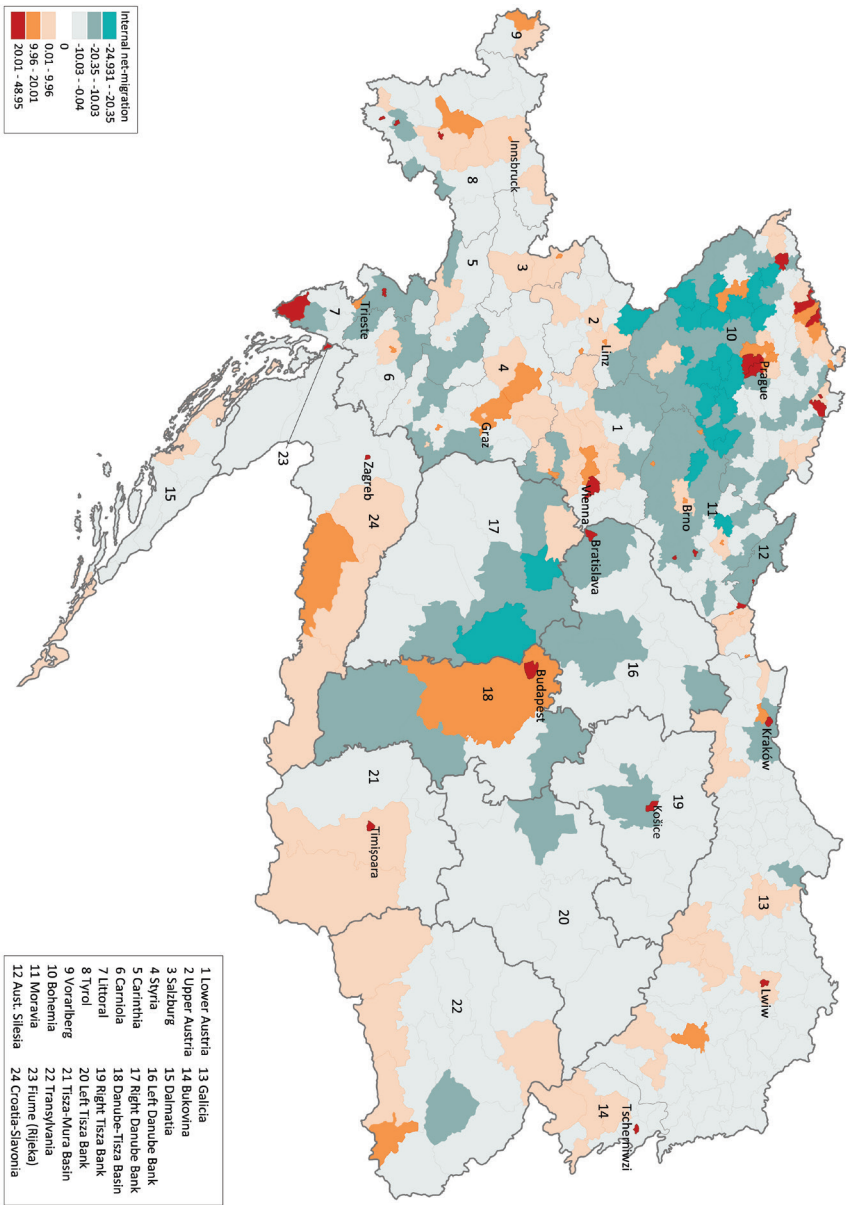 Internal net-migration
-24.931 - -20.35
-20.35 - -10.03
-10.03 - -0.04
0
0.01 - 9.96
9.96 - 20.01
20.01 - 48.95
9
Innsbruck
8
3
5
2
Linz
4
Graz
6
7
Trieste
10
Prague
1
Vienna
Brno
11
12
Bratislava
17
16
Budapest
18
Zagreb
24
23
15
Kraków
19
Košice
21
Timișoara
20
13
Lwiw
22
14
Tscherniwzi
1 Lower Austria
2 Upper Austria
3 Salzburg
4 Styria
5 Carinthia
6 Carniola
7 Littoral
8 Tyrol
9 Vorarlberg
10 Bohemia
11 Moravia
12 Aust. Silesia
13 Galicia
14 Bukovina
15 Dalmatia
16 Left Danube Bank
17 Right Danube Bank
18 Danube-Tisza Basin
19 Right Tisza Bank
20 Left Tisza Bank
21 Tisza-Mura Basin
22 Transylvania
23 Fiume (Rijeka)
24 Croatia-Slavonia